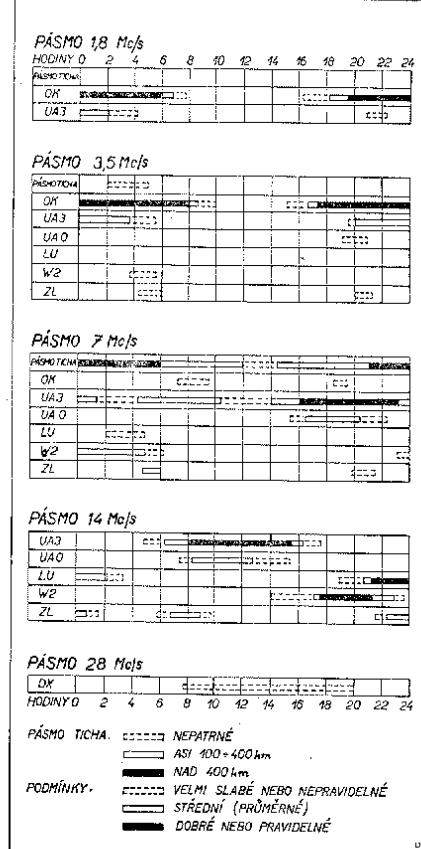 PÁSMO 1,8 Mc/s
HODINY 0 2 4 6 8 10 12 14 16 18 20 22 24
PÁSMO TICHA
OK
UA3
PÁSMO 3,5 Mc/s
PÁSMO TICHA
OK
UA3
UA0
LU
W2
ZL
PÁSMO 7 Mc/s
PÁSMO TICHA
OK
UA3
UA0
LU
W2
ZL
PÁSMO 14 Mc/s
UA3
UA0
LU
W2
ZL
PÁSMO 28 Mc/s
DX
HODINY 0 2 4 6 8 10 12 14 16 18 20 22 24
PÁSMO TICHA. NEPATRNÉ
ASI 100÷400 km
NAD 400 km
PODMÍNKY. VELMI SLABÉ NEBO NEPRAVIDELNÉ
STŘEDNÍ (PRŮMĚRNÉ)
DOBRÉ NEBO PRAVIDELNÉ